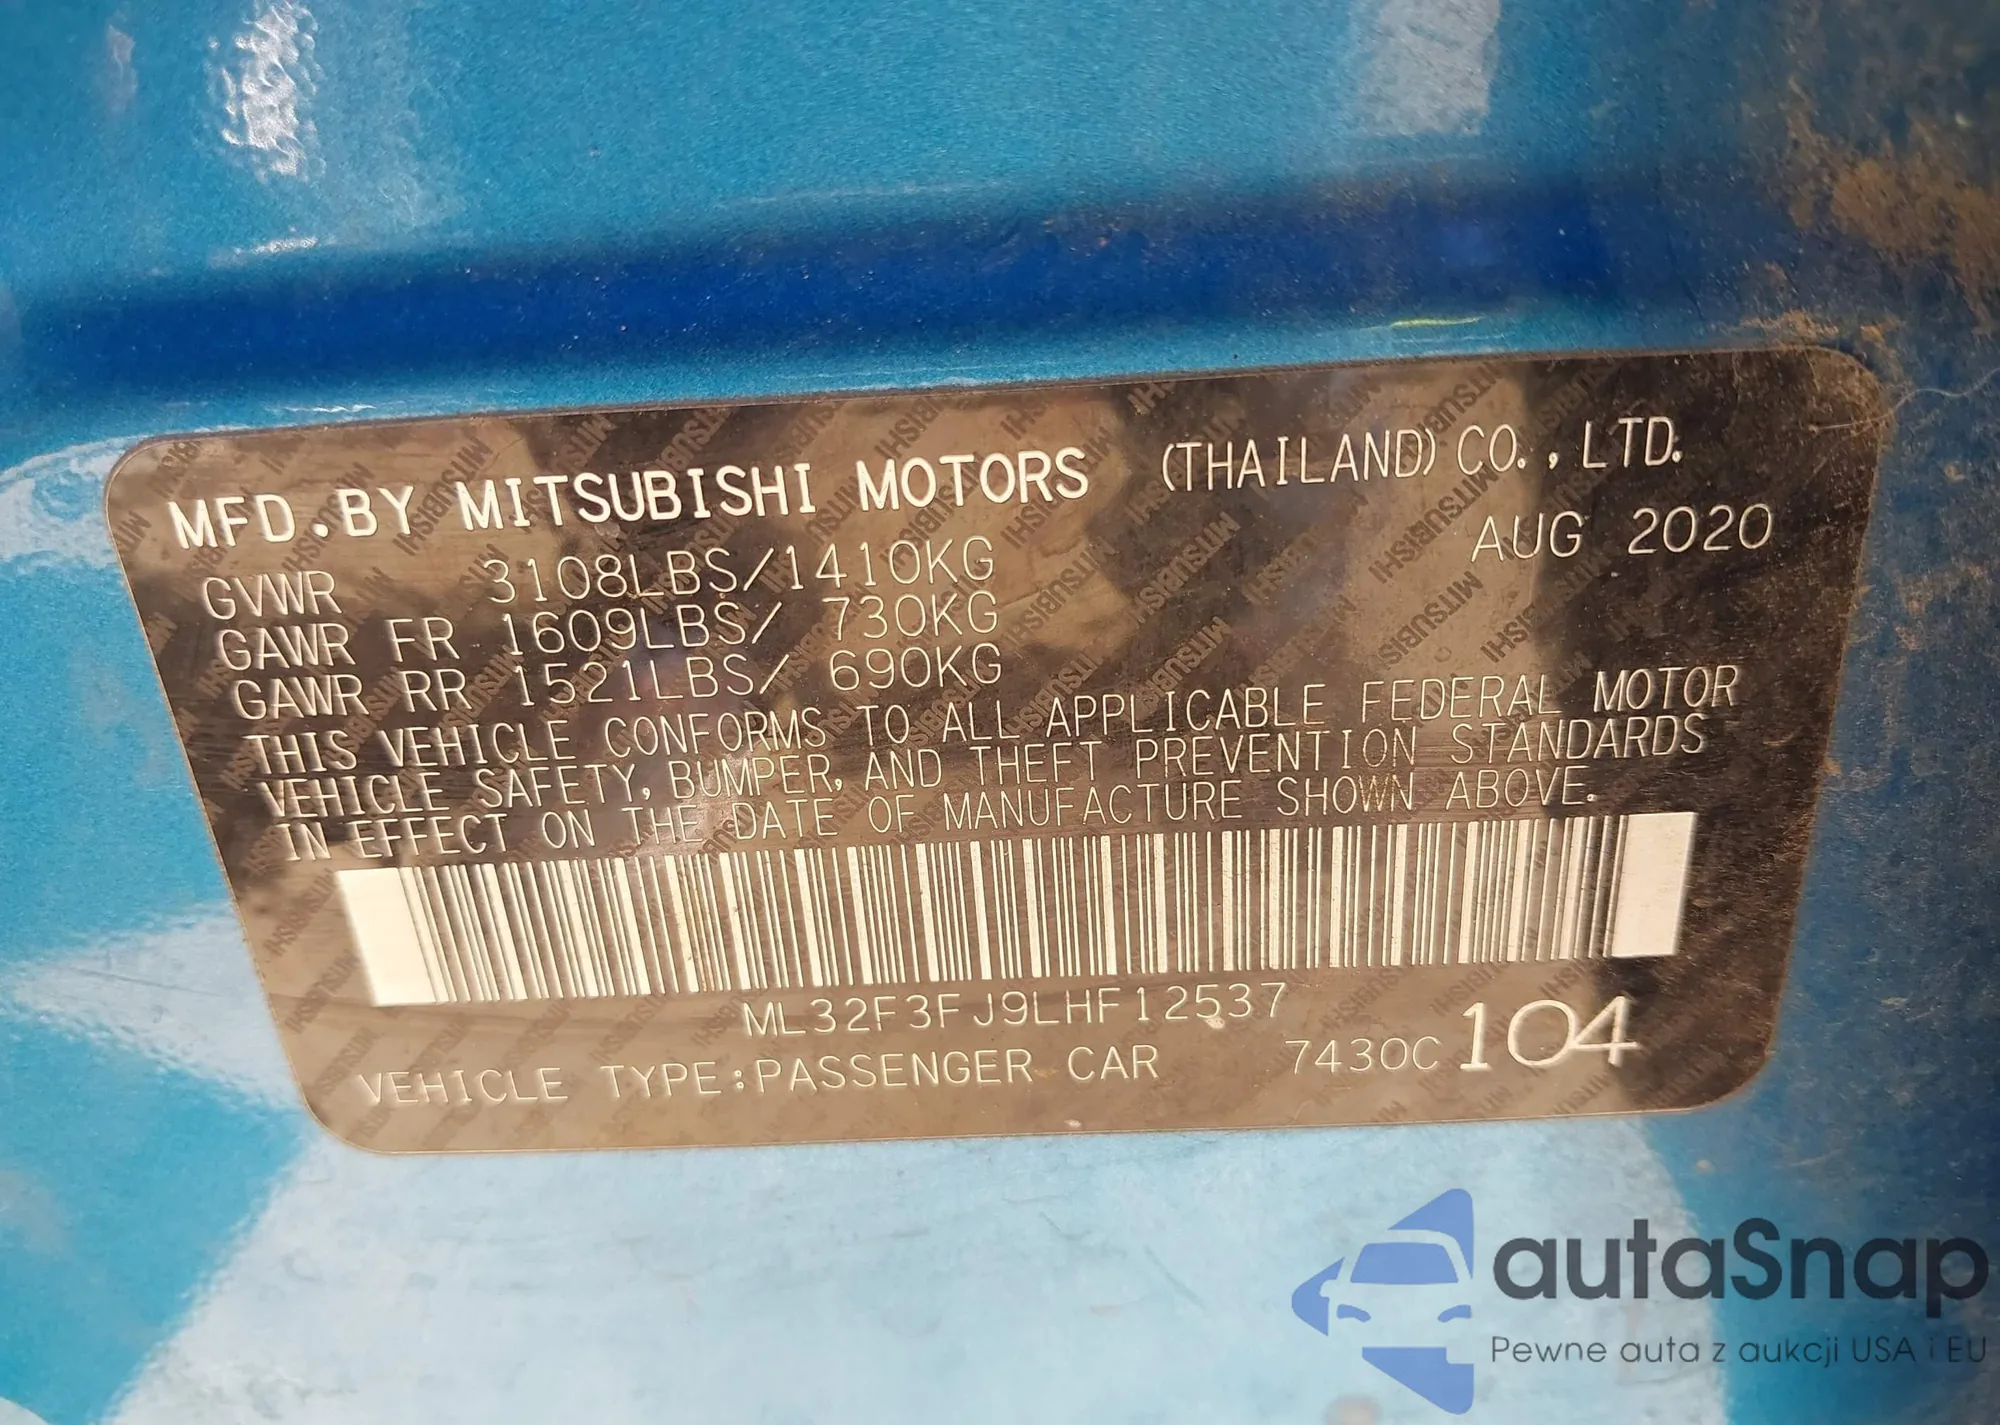 MFD.BY MITSUBISHI MOTORS (THAILAND) CO.,LTD.
AUG 2020
GVWR 3108LBS/1410KG
GAWR FR 1609LBS/ 730KG
GAWR RR 1521LBS/ 690KG
THIS VEHICLE CONFORMS TO ALL APPLICABLE FEDERAL MOTOR
VEHICLE SAFETY, BUMPER, AND THEFT PREVENTION STANDARDS
IN EFFECT ON THE DATE OF MANUFACTURE SHOWN ABOVE.
ML32F3FJ9LHF12537
VEHICLE TYPE:PASSENGER CAR 7430C 104
autaSnap
Pewne auta z aukcji USA i EU